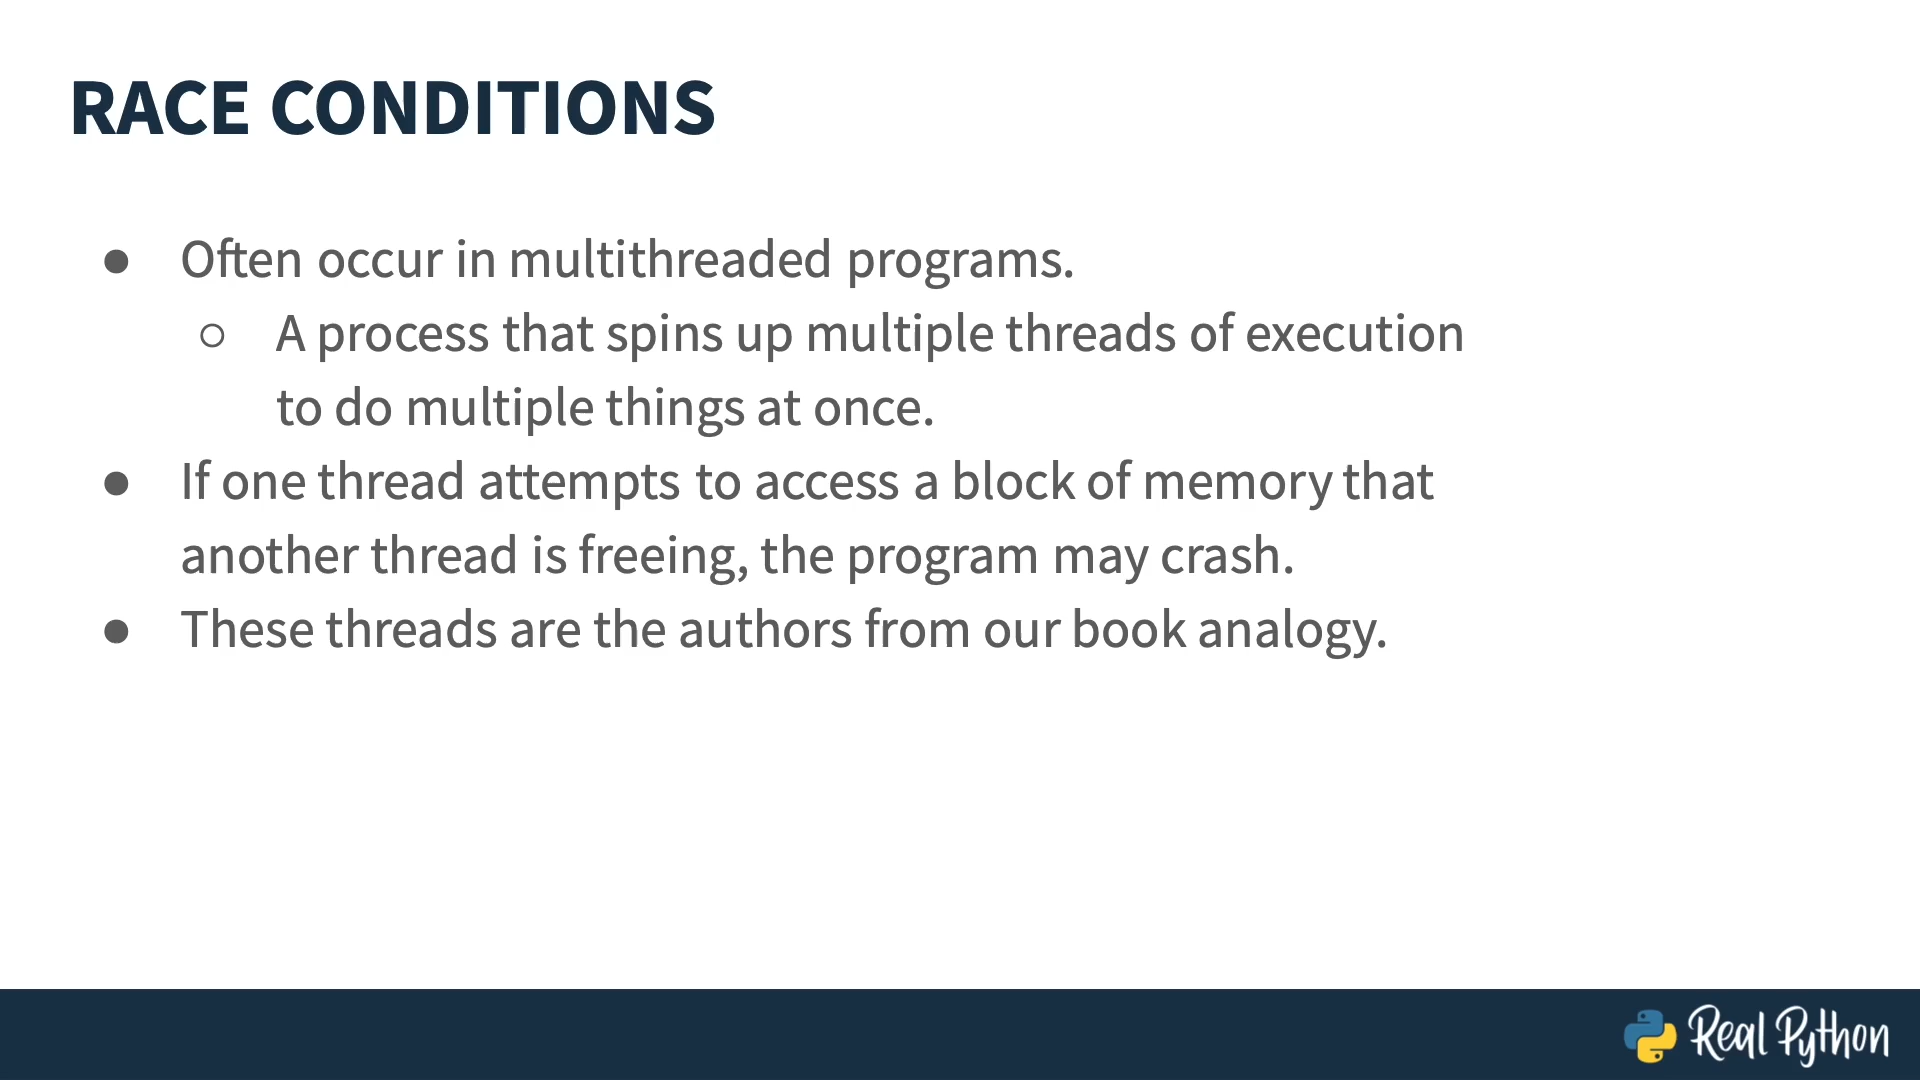 RACE CONDITIONS
● Often occur in multithreaded programs.
○ A process that spins up multiple threads of execution
to do multiple things at once.
● If one thread attempts to access a block of memory that
another thread is freeing, the program may crash.
● These threads are the authors from our book analogy.
Real Python